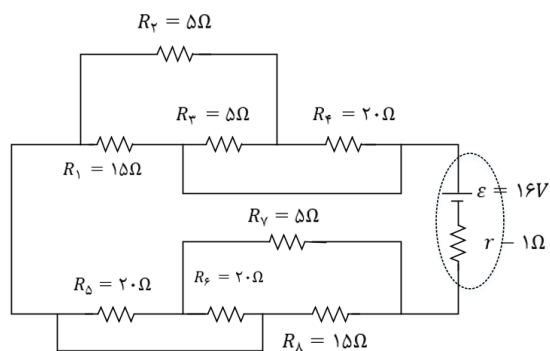 R۲ = ۵Ω
R۳ = ۵Ω
R۴ = ۲۰Ω
R۱ = ۱۵Ω
ε = ۱۶V
r − ۱Ω
R۷ = ۵Ω
R۵ = ۲۰Ω
R۶ = ۲۰Ω
R۸ = ۱۵Ω